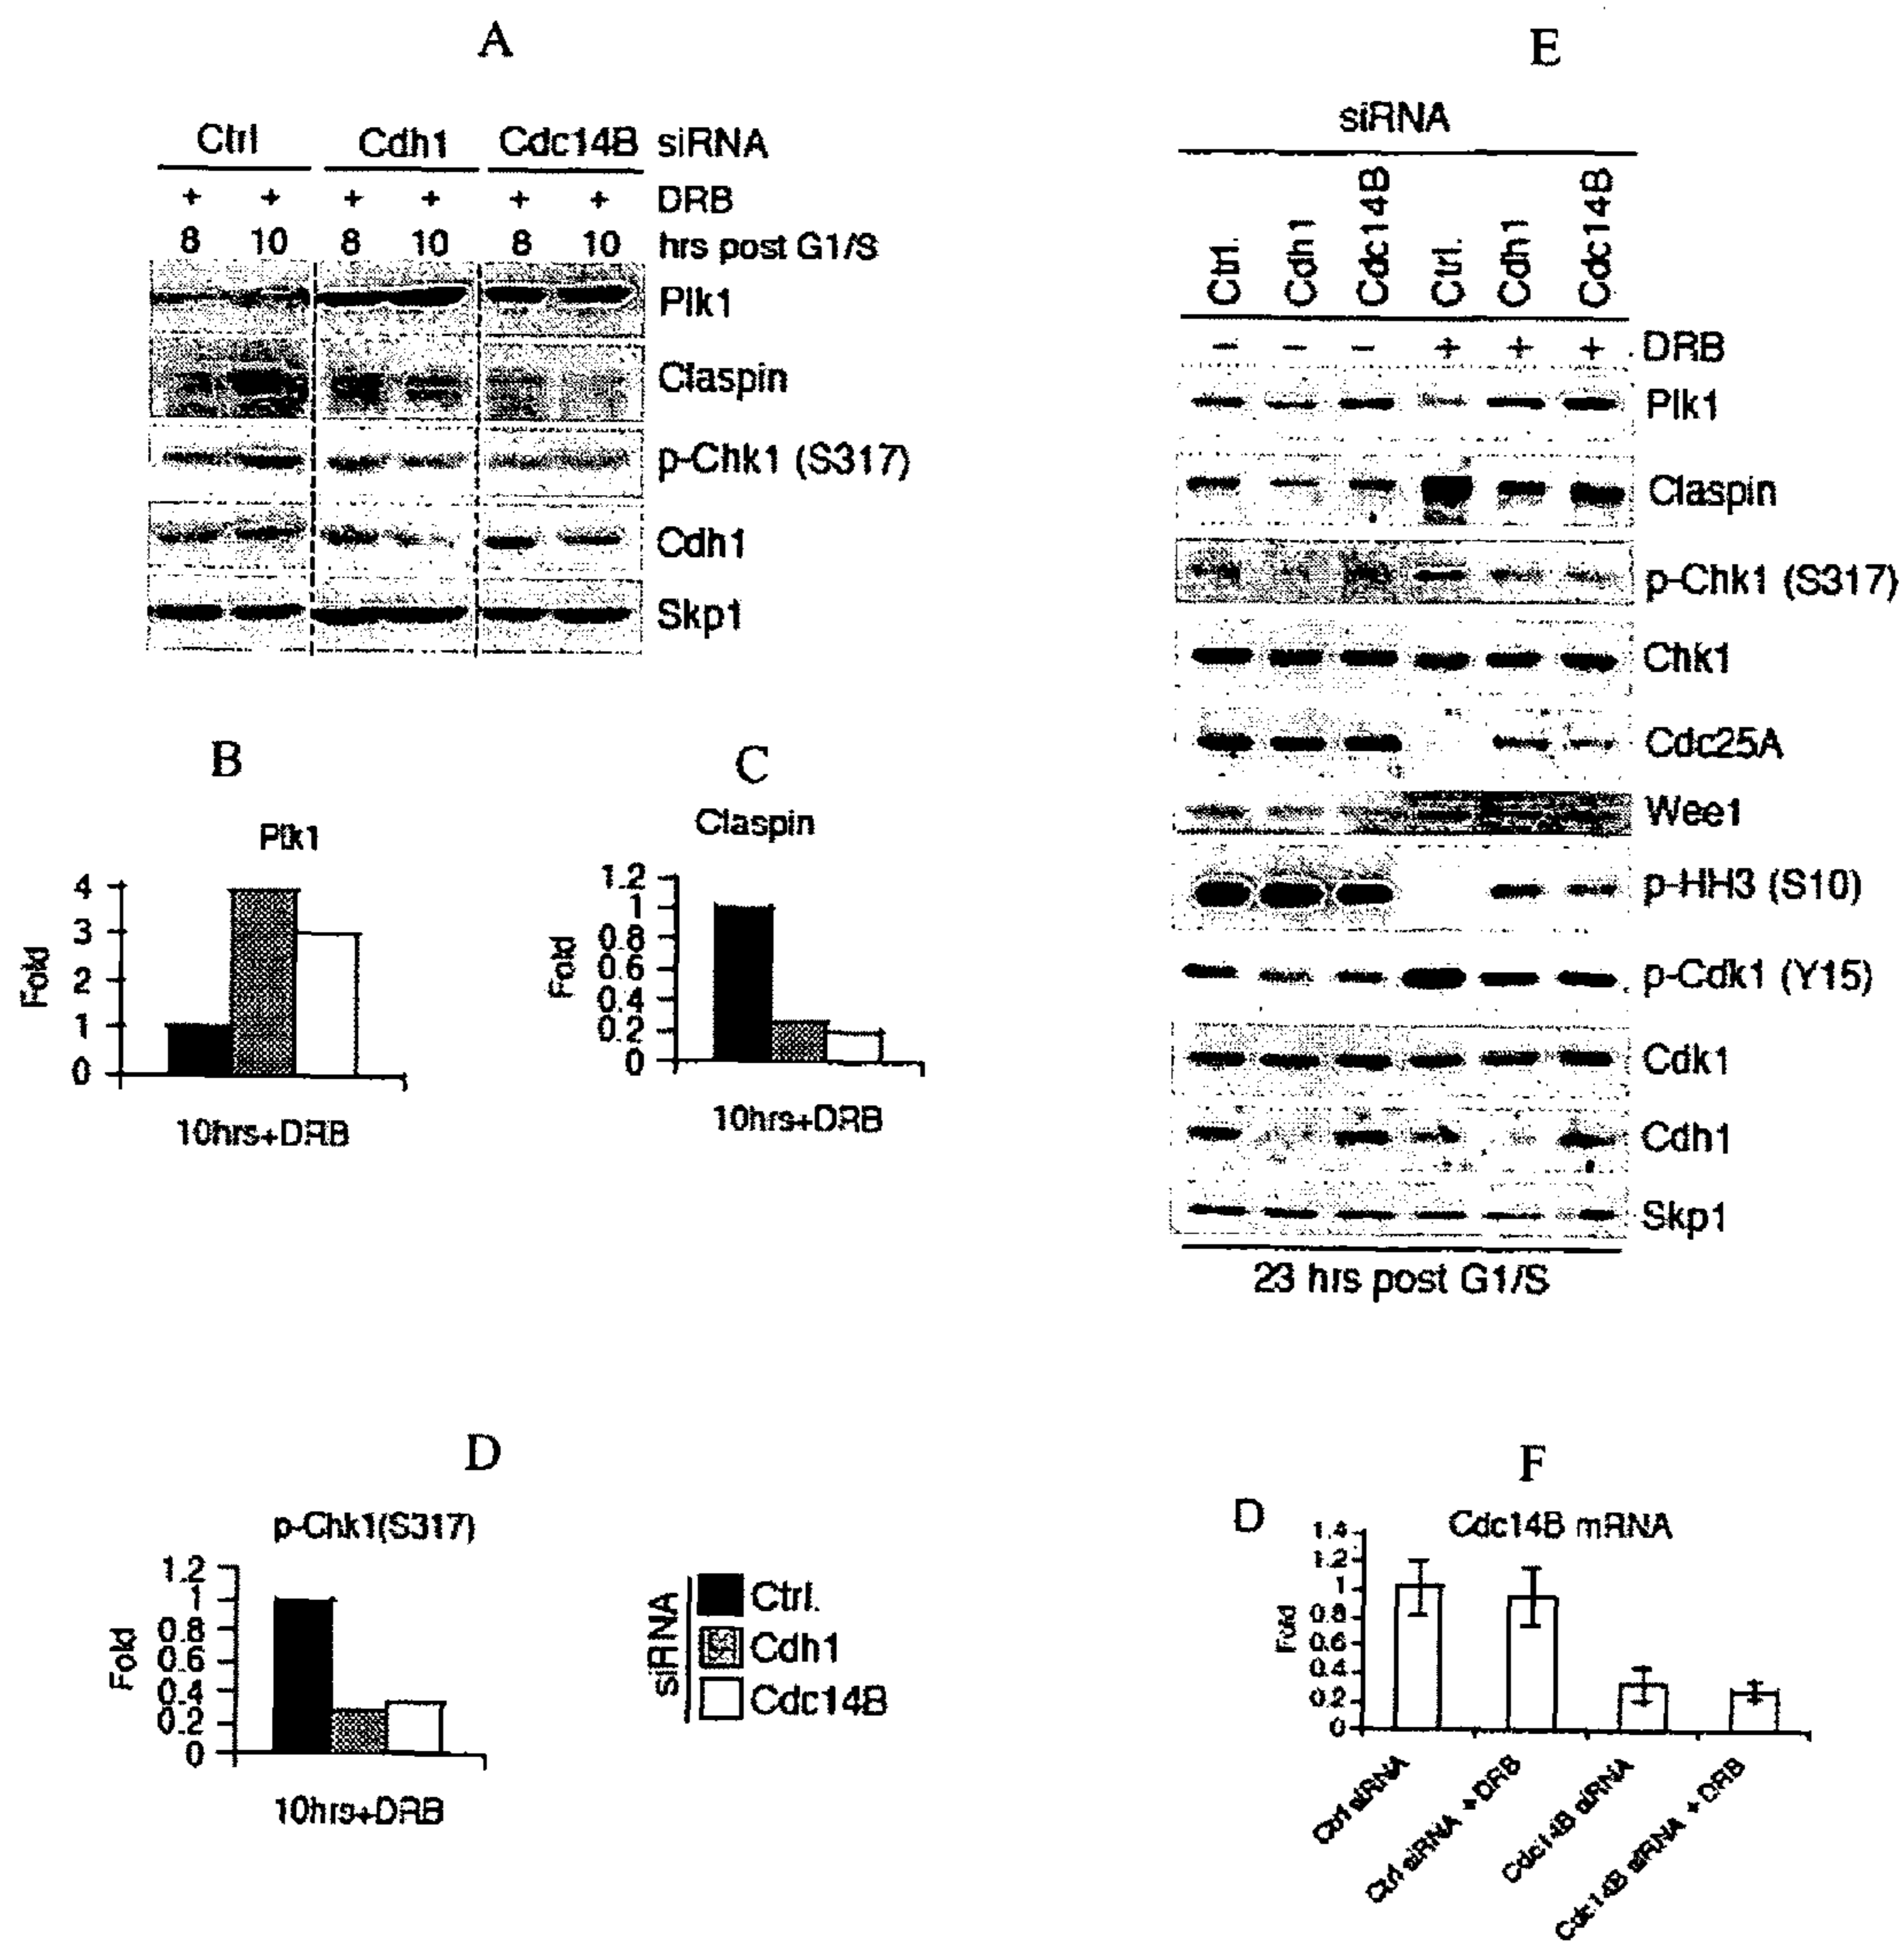 A
Ctrl Cdh1 Cdc14B siRNA
+ + + + + + DRB
8 10 8 10 8 10 hrs post G1/S
Plk1
Claspin
p-Chk1 (S317)
Cdh1
Skp1
B
Plk1
4
3
2
1
0
Fold
10hrs+DRB
C
Claspin
1.2
1
0.8
0.6
0.4
0.2
0
Fold
10hrs+DRB
D
p-Chk1(S317)
1.2
1
0.8
0.6
0.4
0.2
0
Fold
10hrs+DRB
siRNA
Ctrl.
Cdh1
Cdc14B
E
siRNA
Ctrl. Cdh1 Cdc14B Ctrl. Cdh1 Cdc14B
- - - + + + DRB
Plk1
Claspin
p-Chk1 (S317)
Chk1
Cdc25A
Wee1
p-HH3 (S10)
p-Cdk1 (Y15)
Cdk1
Cdh1
Skp1
23 hrs post G1/S
F
D
Cdc14B mRNA
1.4
1.2
1
0.8
0.6
0.4
0.2
0
Fold
Ctrl siRNA
Ctrl siRNA + DRB
Cdc14B siRNA
Cdc14B siRNA + DRB